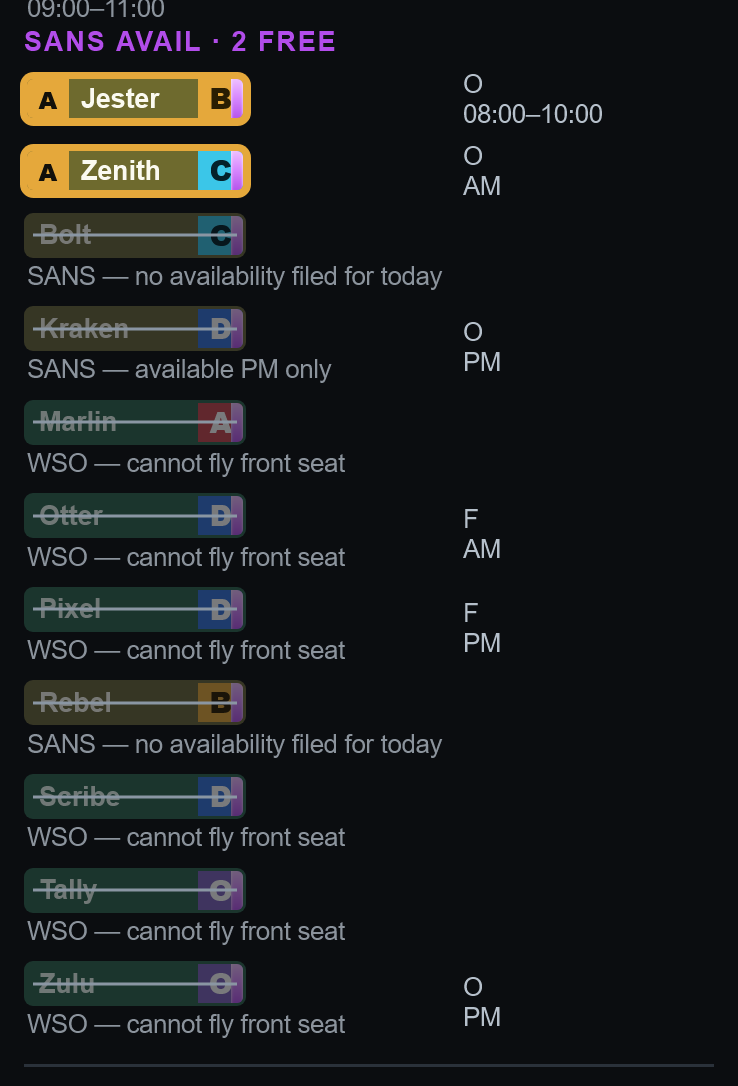 09:00–11:00
SANS AVAIL · 2 FREE
A Jester B O
08:00–10:00
A Zenith C O
AM
Bolt C
SANS — no availability filed for today
Kraken D O
SANS — available PM only PM
Marlin A
WSO — cannot fly front seat
Otter D F
WSO — cannot fly front seat AM
Pixel D F
WSO — cannot fly front seat PM
Rebel B
SANS — no availability filed for today
Scribe D
WSO — cannot fly front seat
Tally O
WSO — cannot fly front seat
Zulu O O
WSO — cannot fly front seat PM